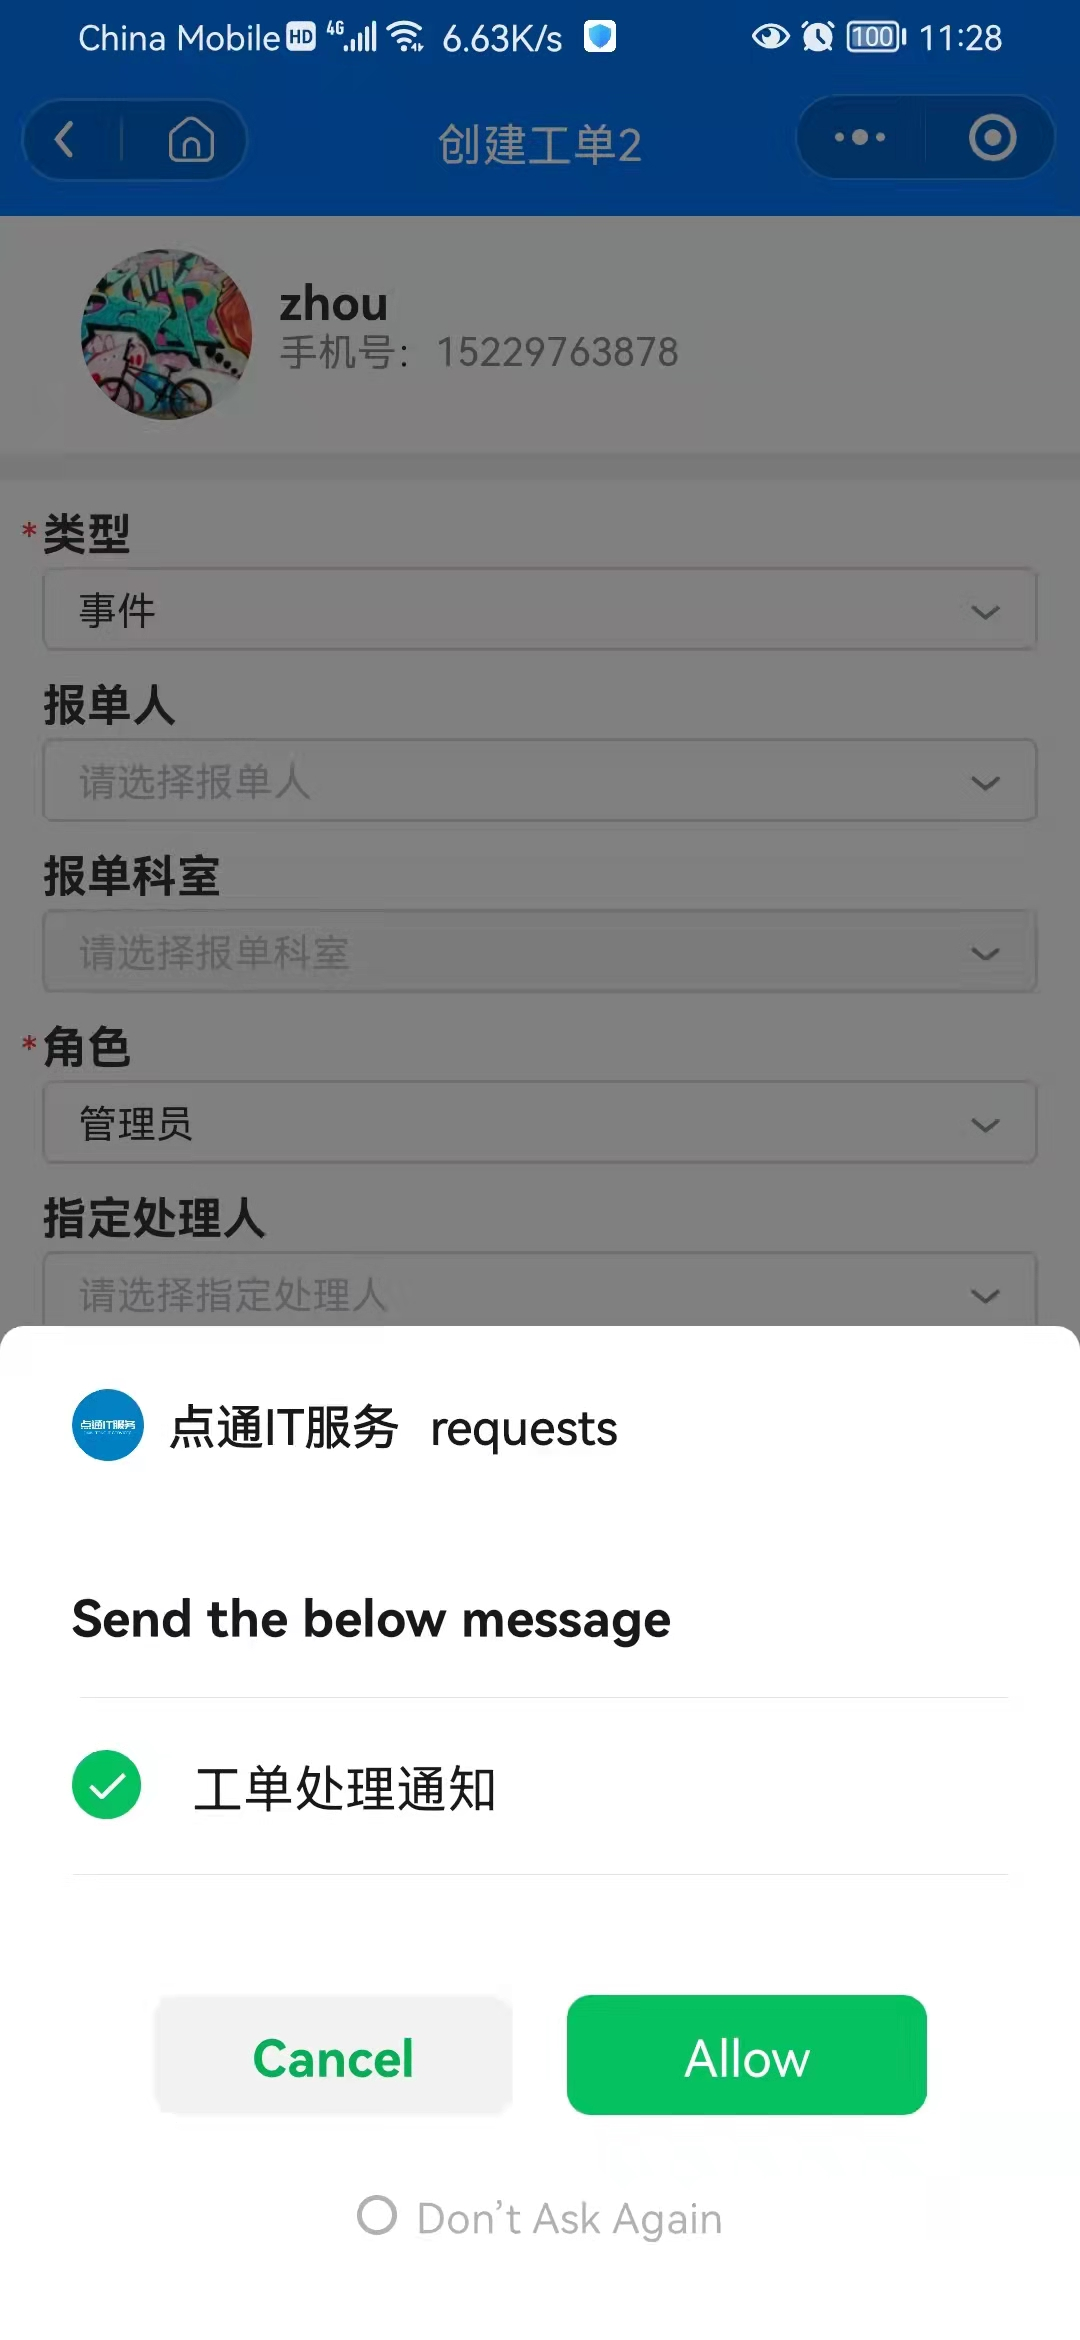 China Mobile HD 4G 6.63K/s 100 11:28
创建工单2
zhou
手机号： 15229763878
*类型
事件
报单人
请选择报单人
报单科室
请选择报单科室
*角色
管理员
指定处理人
请选择指定处理人
点通IT服务
点通IT服务 requests
Send the below message
工单处理通知
Cancel
Allow
Don’t Ask Again